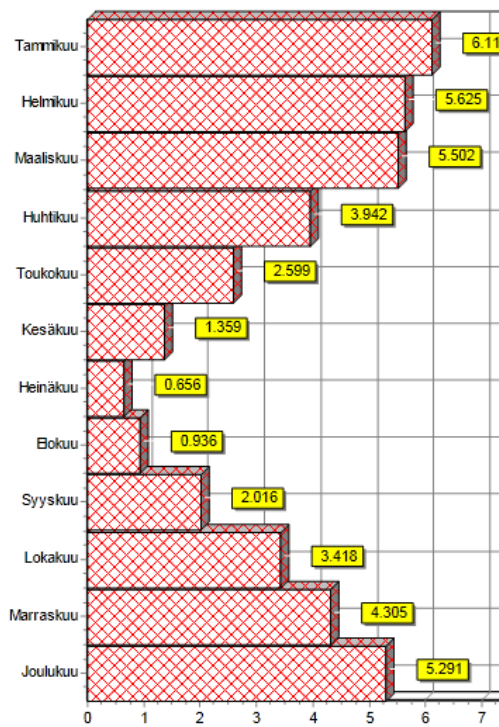 Tammikuu 6.11
Helmikuu 5.625
Maaliskuu 5.502
Huhtikuu 3.942
Toukokuu 2.599
Kesäkuu 1.359
Heinäkuu 0.656
Elokuu 0.936
Syyskuu 2.016
Lokakuu 3.418
Marraskuu 4.305
Joulukuu 5.291
0 1 2 3 4 5 6 7